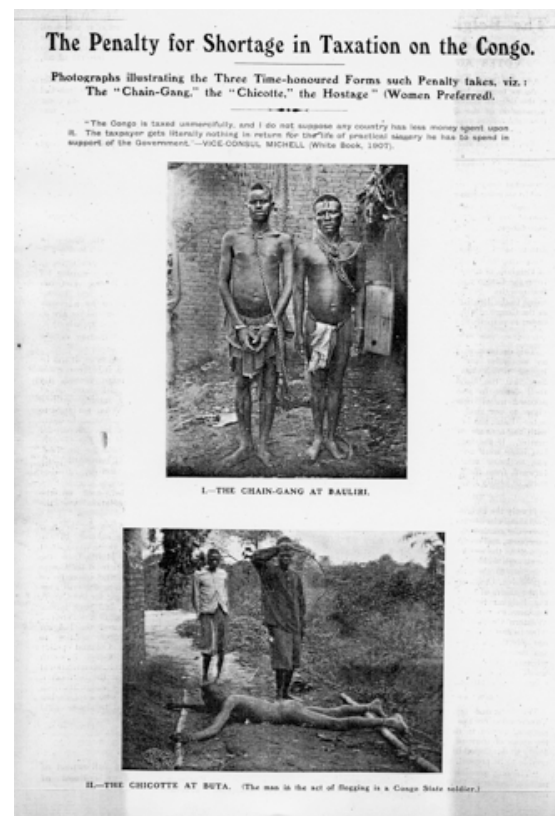 The Penalty for Shortage in Taxation on the Congo.
Photographs illustrating the Three Time-honoured Forms such Penalty takes, viz.:
The "Chain-Gang," the "Chicotte," the Hostage" (Women Preferred).
"The Congo is taxed unmercifully, and I do not suppose any country has less money spent upon
it. The taxpayer gets literally nothing in return for the life of practical slavery he has to spend in
support of the Government."—VICE-CONSUL MICHELL (White Book, 1907).
I.—THE CHAIN-GANG AT BAULIRI.
II.—THE CHICOTTE AT BUTA. (The man in the act of flogging is a Congo State soldier.)